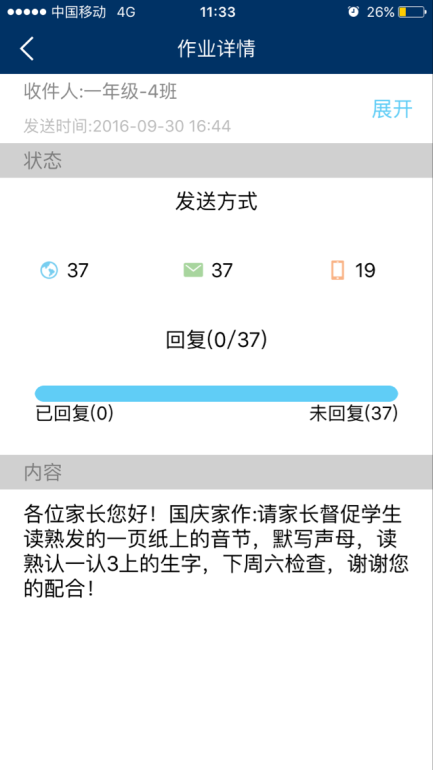 中国移动 4G 11:33 26%
作业详情
收件人:一年级-4班
展开
发送时间:2016-09-30 16:44
状态
发送方式
37 37 19
回复(0/37)
已回复(0) 未回复(37)
内容
各位家长您好！国庆家作:请家长督促学生
读熟发的一页纸上的音节，默写声母，读
熟认一认3上的生字，下周六检查，谢谢您
的配合！